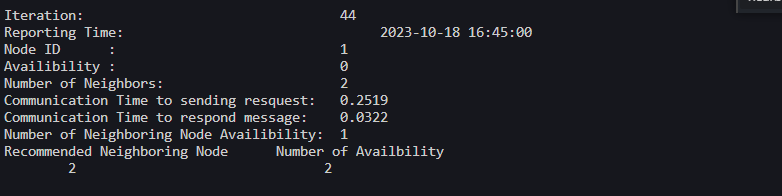 Iteration: 44
Reporting Time: 2023-10-18 16:45:00
Node ID : 1
Availibility : 0
Number of Neighbors: 2
Communication Time to sending resquest: 0.2519
Communication Time to respond message: 0.0322
Number of Neighboring Node Availibility: 1
Recommended Neighboring Node Number of Availbility
2 2